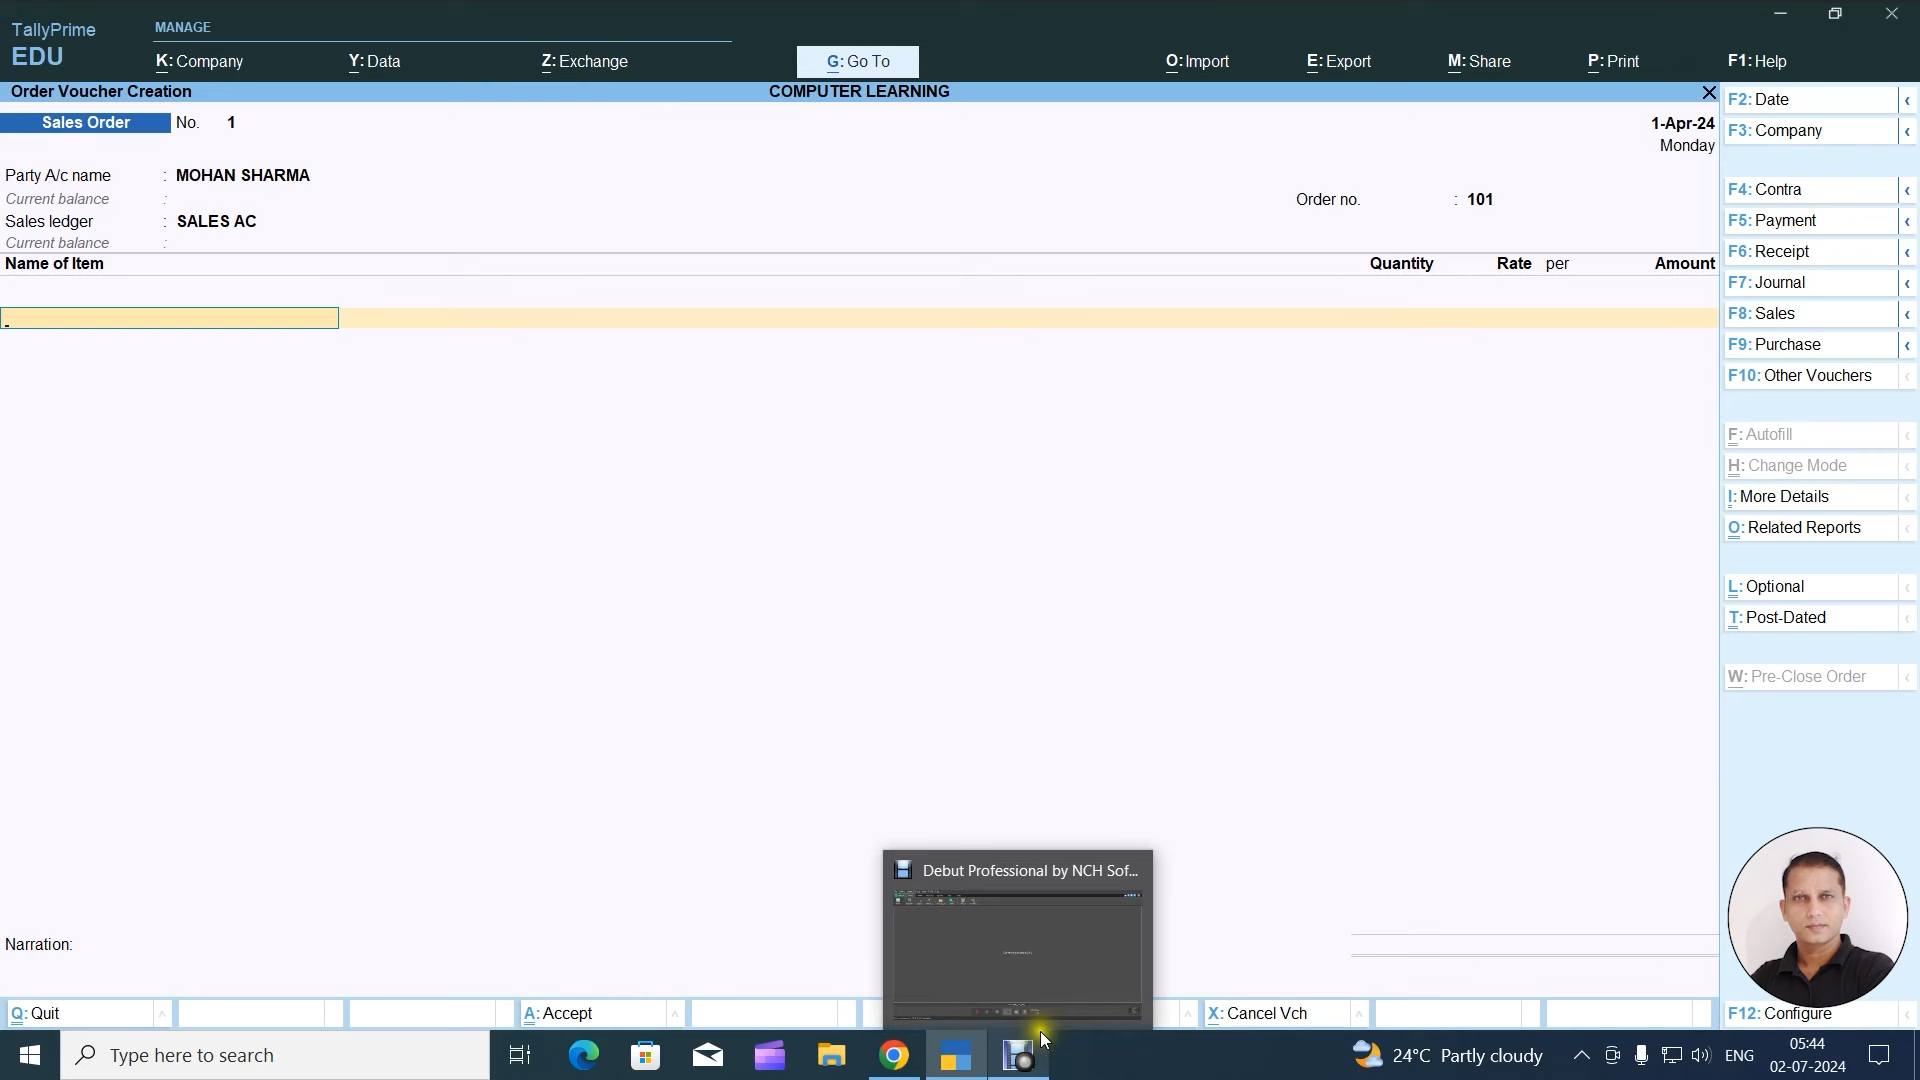 TallyPrime
EDU
MANAGE
K: Company
Y: Data
Z: Exchange
G: Go To
O: Import
E: Export
M: Share
P: Print
F1: Help
Order Voucher Creation
COMPUTER LEARNING
Sales Order No. 1
1-Apr-24
Monday
Party A/c name : MOHAN SHARMA
Current balance :
Order no. : 101
Sales ledger : SALES AC
Current balance :
Name of Item Quantity Rate per Amount
Narration:
F2: Date
F3: Company
F4: Contra
F5: Payment
F6: Receipt
F7: Journal
F8: Sales
F9: Purchase
F10: Other Vouchers
F: Autofill
H: Change Mode
I: More Details
O: Related Reports
L: Optional
T: Post-Dated
W: Pre-Close Order
F12: Configure
Q: Quit
A: Accept
X: Cancel Vch
Debut Professional by NCH Sof...
Type here to search
24°C Partly cloudy
ENG
05:44
02-07-2024